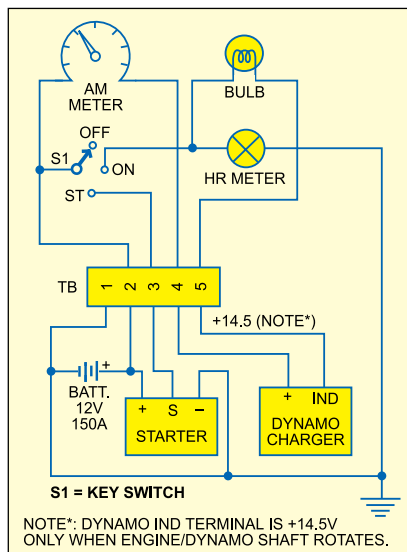 AM
METER
BULB
OFF
S1
ON
ST
HR METER
TB
1 2 3 4 5
+14.5 (NOTE*)
+
BATT.
12V
150A
+ S −
STARTER
+ IND
DYNAMO
CHARGER
S1 = KEY SWITCH
NOTE*: DYNAMO IND TERMINAL IS +14.5V
ONLY WHEN ENGINE/DYNAMO SHAFT ROTATES.